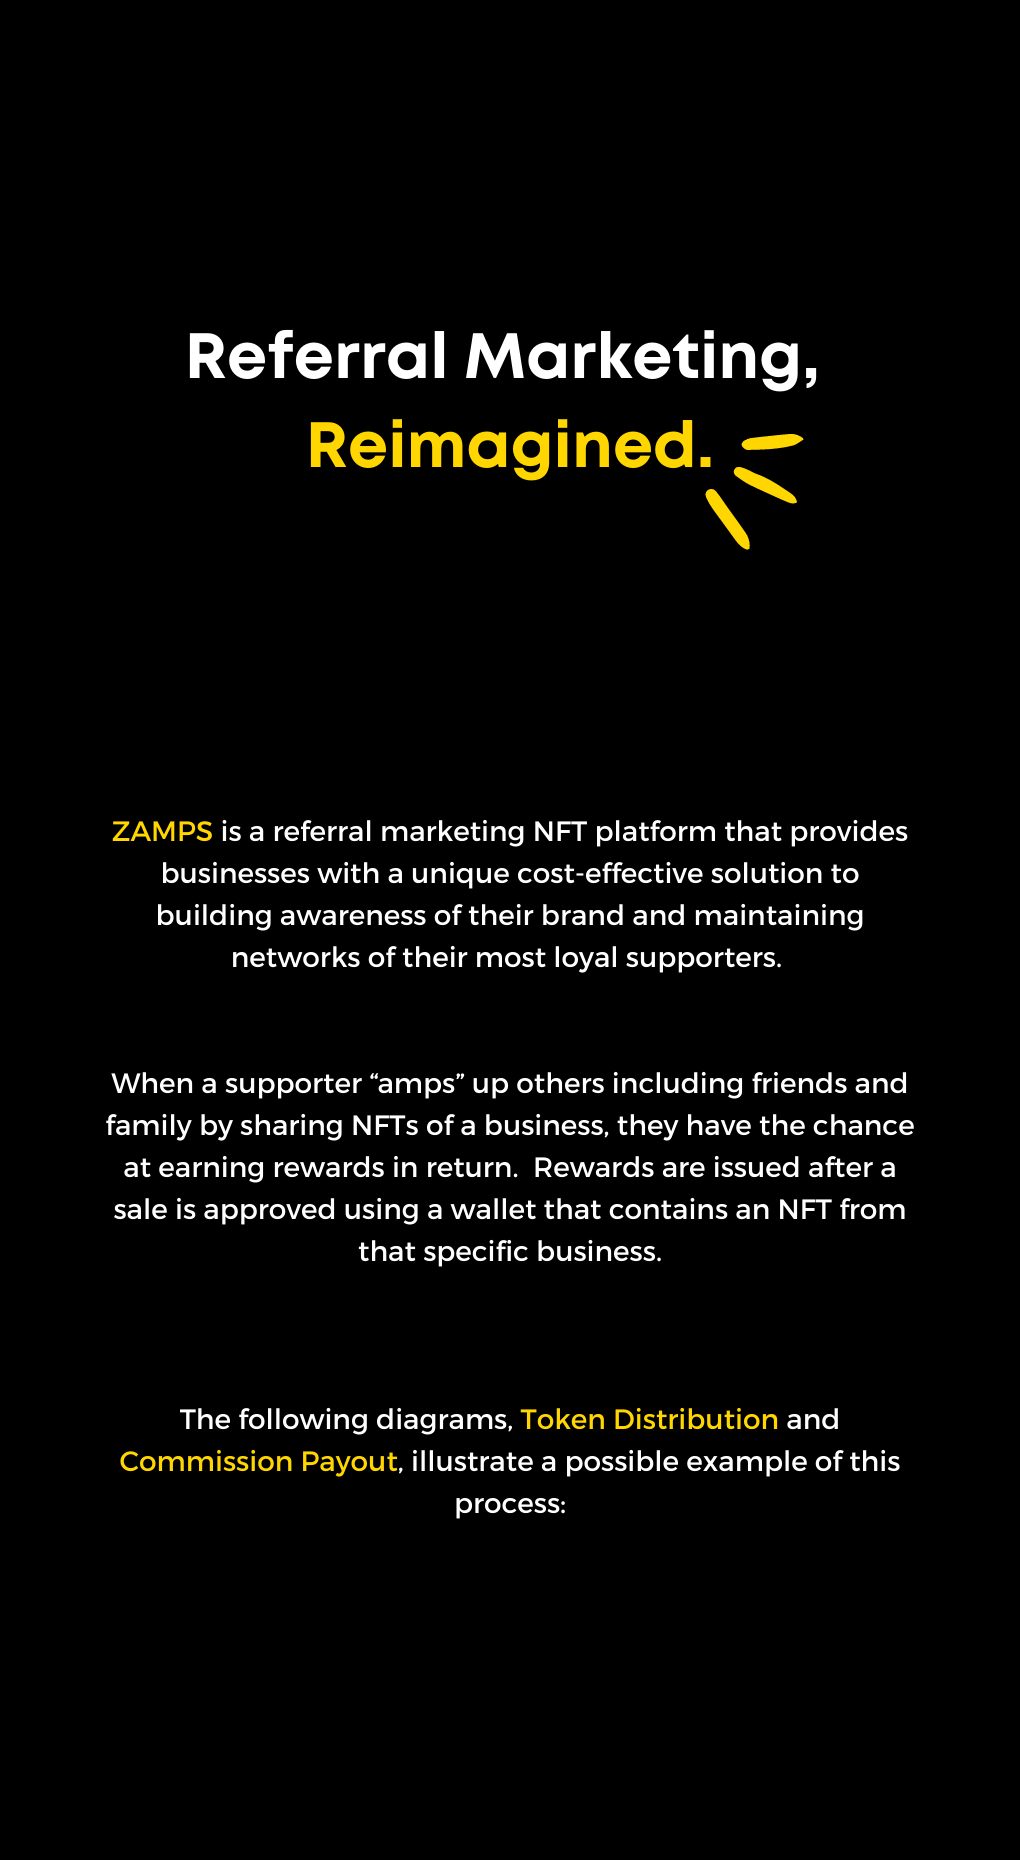 Referral Marketing,
Reimagined.
ZAMPS is a referral marketing NFT platform that provides
businesses with a unique cost-effective solution to
building awareness of their brand and maintaining
networks of their most loyal supporters.
When a supporter “amps” up others including friends and
family by sharing NFTs of a business, they have the chance
at earning rewards in return.  Rewards are issued after a
sale is approved using a wallet that contains an NFT from
that specific business.
The following diagrams, Token Distribution and
Commission Payout, illustrate a possible example of this
process: